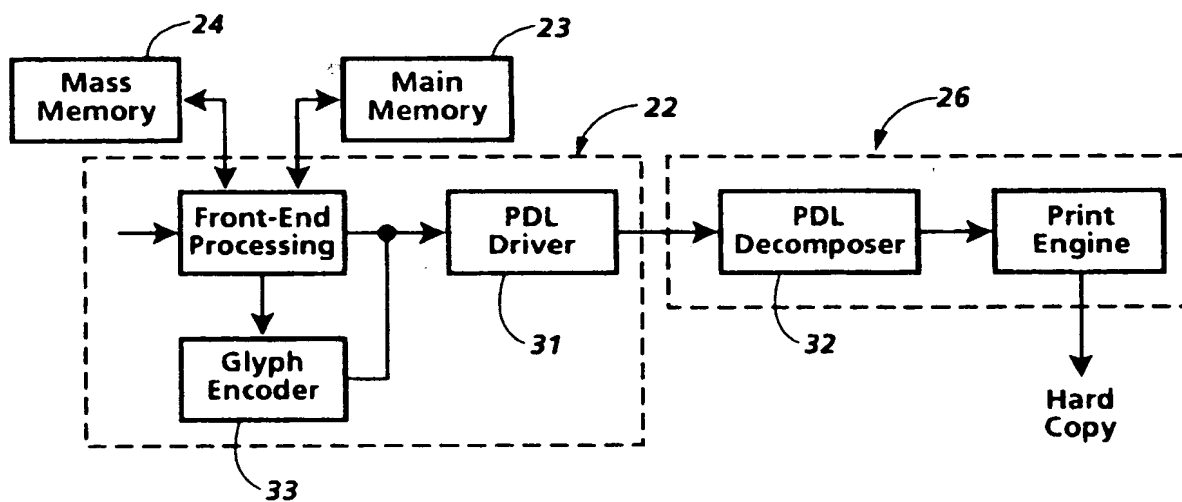 24
23
Mass
Memory
Main
Memory
22
26
Front-End
Processing
PDL
Driver
PDL
Decomposer
Print
Engine
31
32
Glyph
Encoder
Hard
Copy
33